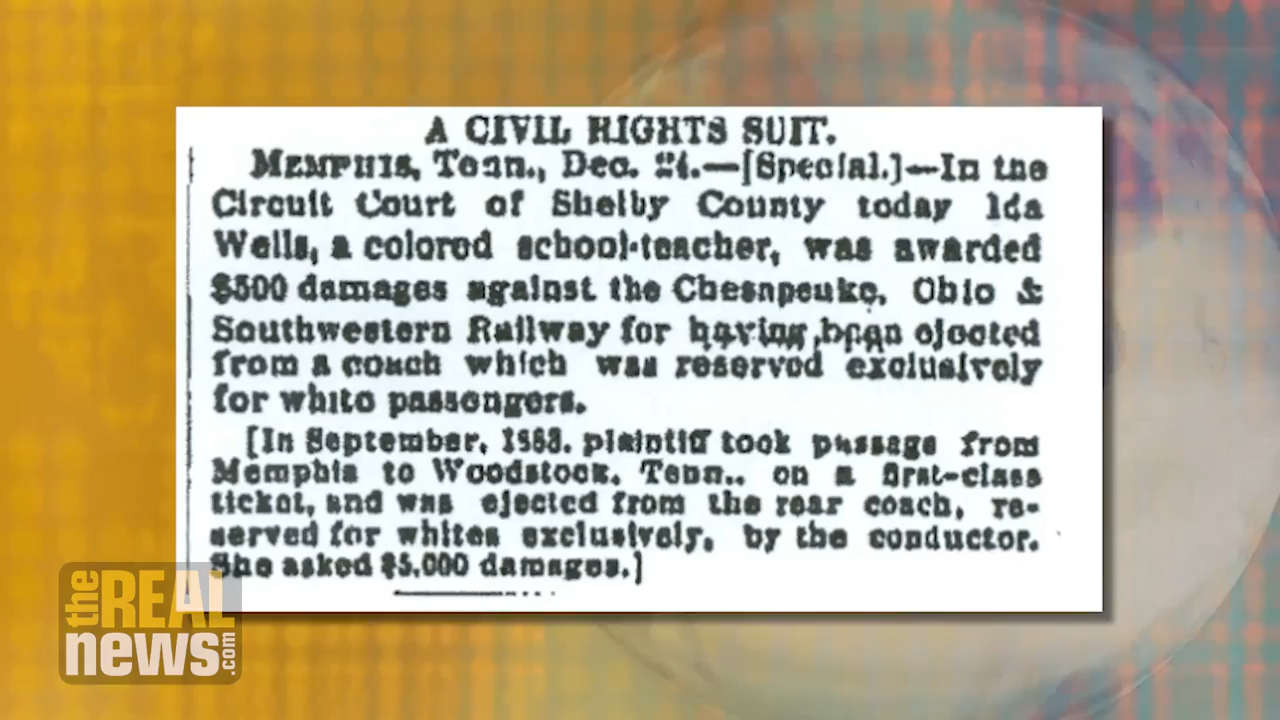 A CIVIL RIGHTS SUIT.
MEMPHIS, Tenn., Dec. 24.—[Special.]—In the
Circuit Court of Shelby County today Ida
Wells, a colored school-teacher, was awarded
$500 damages against the Chesapeake, Ohio &
Southwestern Railway for having been ejected
from a coach which was reserved exclusively
for white passengers.
[In September, 1883. plaintiff took passage from
Memphis to Woodstock, Tenn., on a first-class
ticket, and was ejected from the rear coach, re-
served for whites exclusively, by the conductor.
She asked $5,000 damages.]
the REAL
news.com